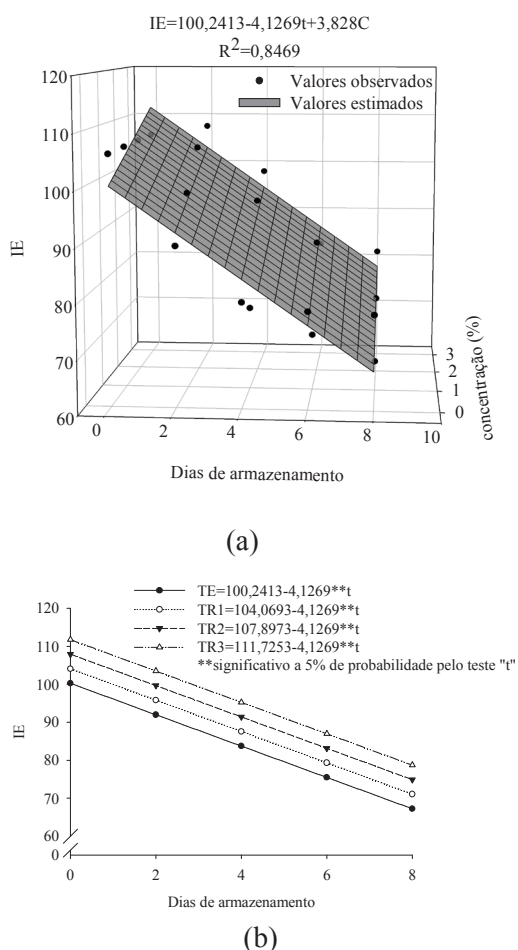 IE=100,2413-4,1269t+3,828C
R²=0,8469
Valores observados
Valores estimados
120
110
100
90
80
70
60
IE
0
2
4
6
8
10
3
2
1
0
concentração (%)
Dias de armazenamento
(a)
TE=100,2413-4,1269**t
TR1=104,0693-4,1269**t
TR2=107,8973-4,1269**t
TR3=111,7253-4,1269**t
**significativo a 5% de probabilidade pelo teste "t"
120
110
100
90
80
70
60
0
IE
0
2
4
6
8
Dias de armazenamento
(b)